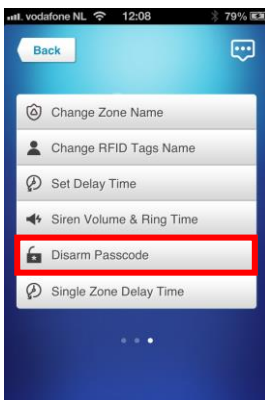 vodafone NL 12:08 79%
Back
Change Zone Name
Change RFID Tags Name
Set Delay Time
Siren Volume & Ring Time
Disarm Passcode
Single Zone Delay Time